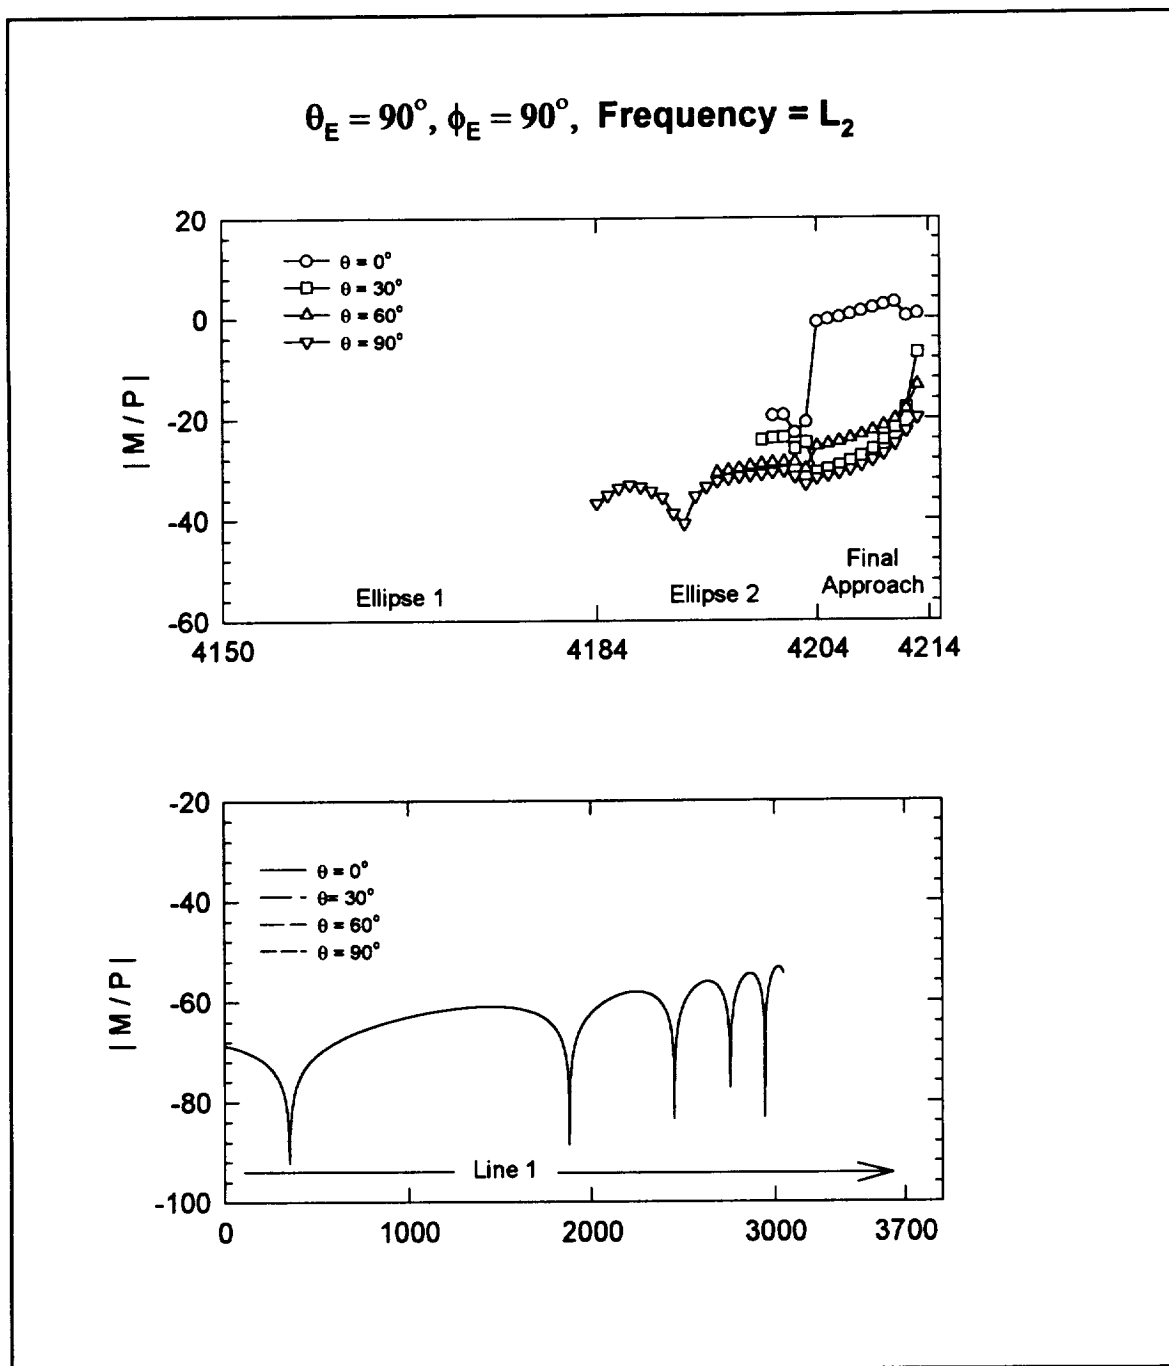 θE = 90°, ϕE = 90°, Frequency = L2
20
0
-20
-40
-60
|M/P|
θ = 0°
θ = 30°
θ = 60°
θ = 90°
Ellipse 1
Ellipse 2
Final
Approach
4150
4184
4204
4214
-20
-40
-60
-80
-100
|M/P|
θ = 0°
θ= 30°
θ = 60°
θ = 90°
Line 1
0
1000
2000
3000
3700